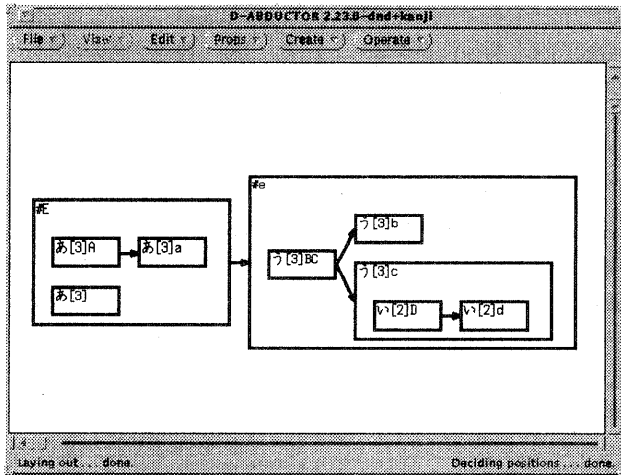 D-ABDUCTOR 2.23.0-dnd+kanji
File View Edit Props Create Operate
#E
あ[3]A
あ[3]a
あ[3]
#e
う[3]BC
う[3]b
う[3]c
い[2]D
い[2]d
Laying out ... done.
Deciding positions ... done.